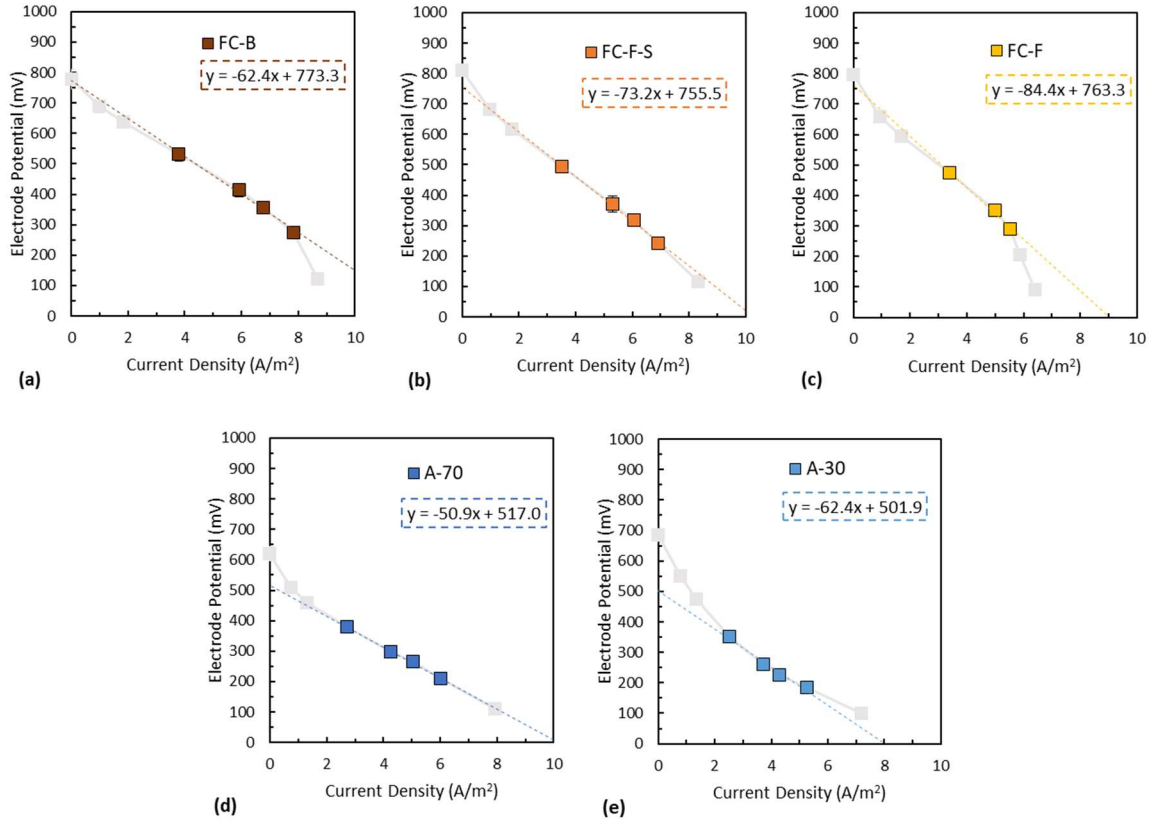 1000
900
800
700
600
500
400
300
200
100
0
Electrode Potential (mV)
FC-B
y = -62.4x + 773.3
0 2 4 6 8 10
Current Density (A/m²)
(a)
1000
900
800
700
600
500
400
300
200
100
0
Electrode Potential (mV)
FC-F-S
y = -73.2x + 755.5
0 2 4 6 8 10
Current Density (A/m²)
(b)
1000
900
800
700
600
500
400
300
200
100
0
Electrode Potential (mV)
FC-F
y = -84.4x + 763.3
0 2 4 6 8 10
Current Density (A/m²)
(c)
1000
900
800
700
600
500
400
300
200
100
0
Electrode Potential (mV)
A-70
y = -50.9x + 517.0
0 2 4 6 8 10
Current Density (A/m²)
(d)
1000
900
800
700
600
500
400
300
200
100
0
Electrode Potential (mV)
A-30
y = -62.4x + 501.9
0 2 4 6 8 10
Current Density (A/m²)
(e)